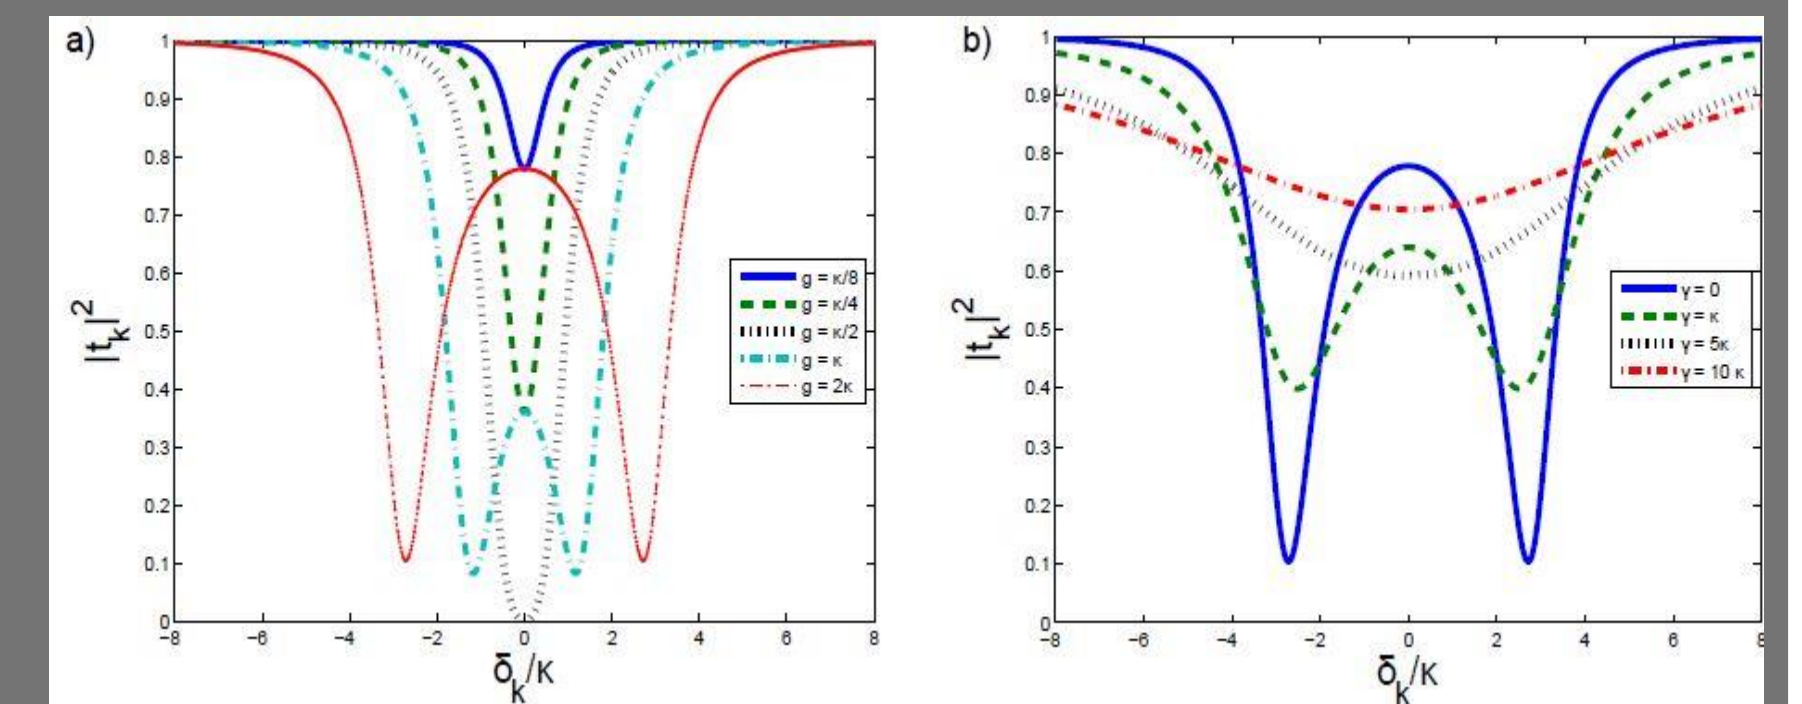 a)
1
0.9
0.8
0.7
0.6
0.5
0.4
0.3
0.2
0.1
0
|t_k|²
−8 −6 −4 −2 0 2 4 6 8
δ_k/κ
g = κ/8
g = κ/4
g = κ/2
g = κ
g = 2κ
b)
1
0.9
0.8
0.7
0.6
0.5
0.4
0.3
0.2
0.1
0
|t_k|²
−8 −6 −4 −2 0 2 4 6 8
δ_k/κ
γ = 0
γ = κ
γ = 5κ
γ = 10 κ